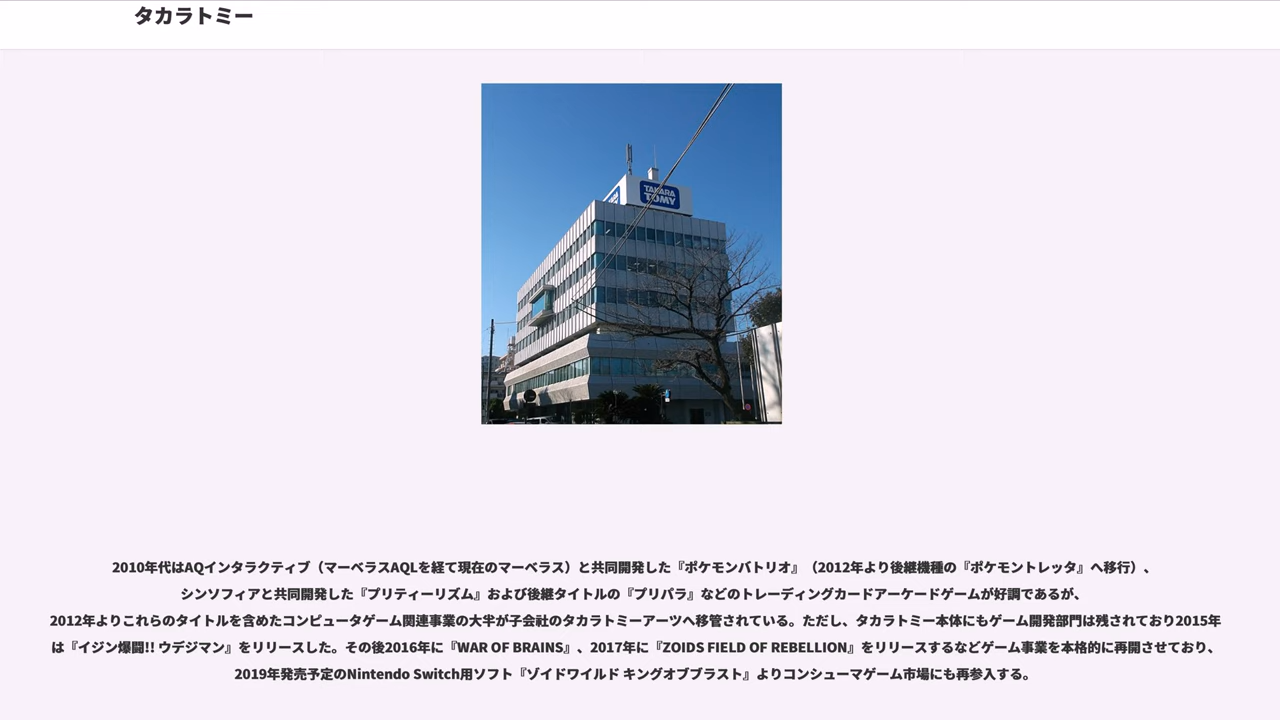 タカラトミー
TAKARA
TOMY
2010年代はAQインタラクティブ（マーベラスAQLを経て現在のマーベラス）と共同開発した『ポケモンバトリオ』（2012年より後継機種の『ポケモントレッタ』へ移行）、
シンソフィアと共同開発した『プリティーリズム』および後継タイトルの『プリパラ』などのトレーディングカードアーケードゲームが好調であるが、
2012年よりこれらのタイトルを含めたコンピュータゲーム関連事業の大半が子会社のタカラトミーアーツへ移管されている。ただし、タカラトミー本体にもゲーム開発部門は残されており2015年
は『イジン爆闘!! ウデジマン』をリリースした。その後2016年に『WAR OF BRAINS』、2017年に『ZOIDS FIELD OF REBELLION』をリリースするなどゲーム事業を本格的に再開させており、
2019年発売予定のNintendo Switch用ソフト『ゾイドワイルド キングオブブラスト』よりコンシューマゲーム市場にも再参入する。